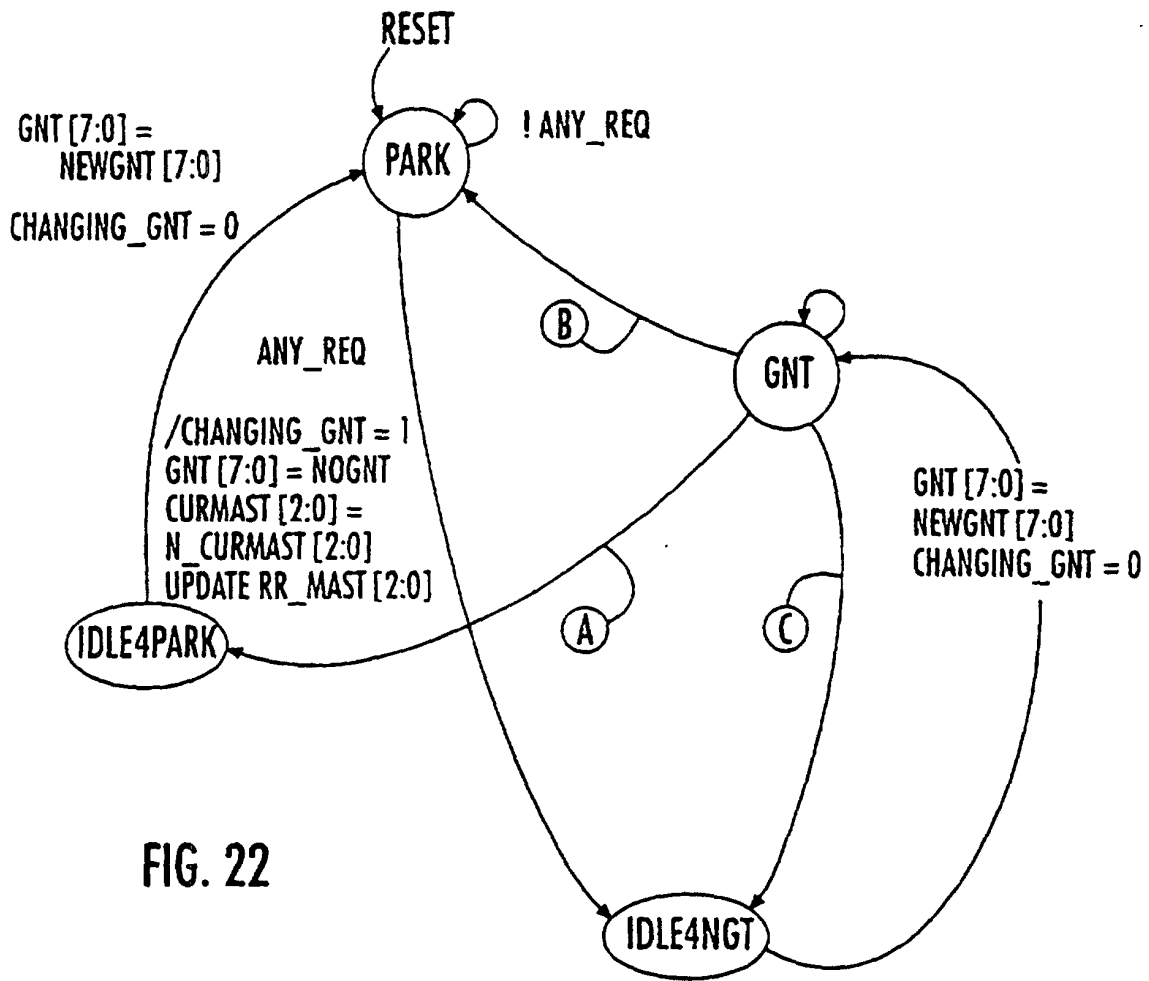 RESET
GNT [7:0] =
NEWGNT [7:0]
CHANGING_GNT = 0
PARK
! ANY_REQ
B
GNT
ANY_REQ
/CHANGING_GNT = 1
GNT [7:0] = NOGNT
CURMAST [2:0] =
N_CURMAST [2:0]
UPDATE RR_MAST [2:0]
GNT [7:0] =
NEWGNT [7:0]
CHANGING_GNT = 0
IDLE4PARK
A
C
FIG. 22
IDLE4NGT